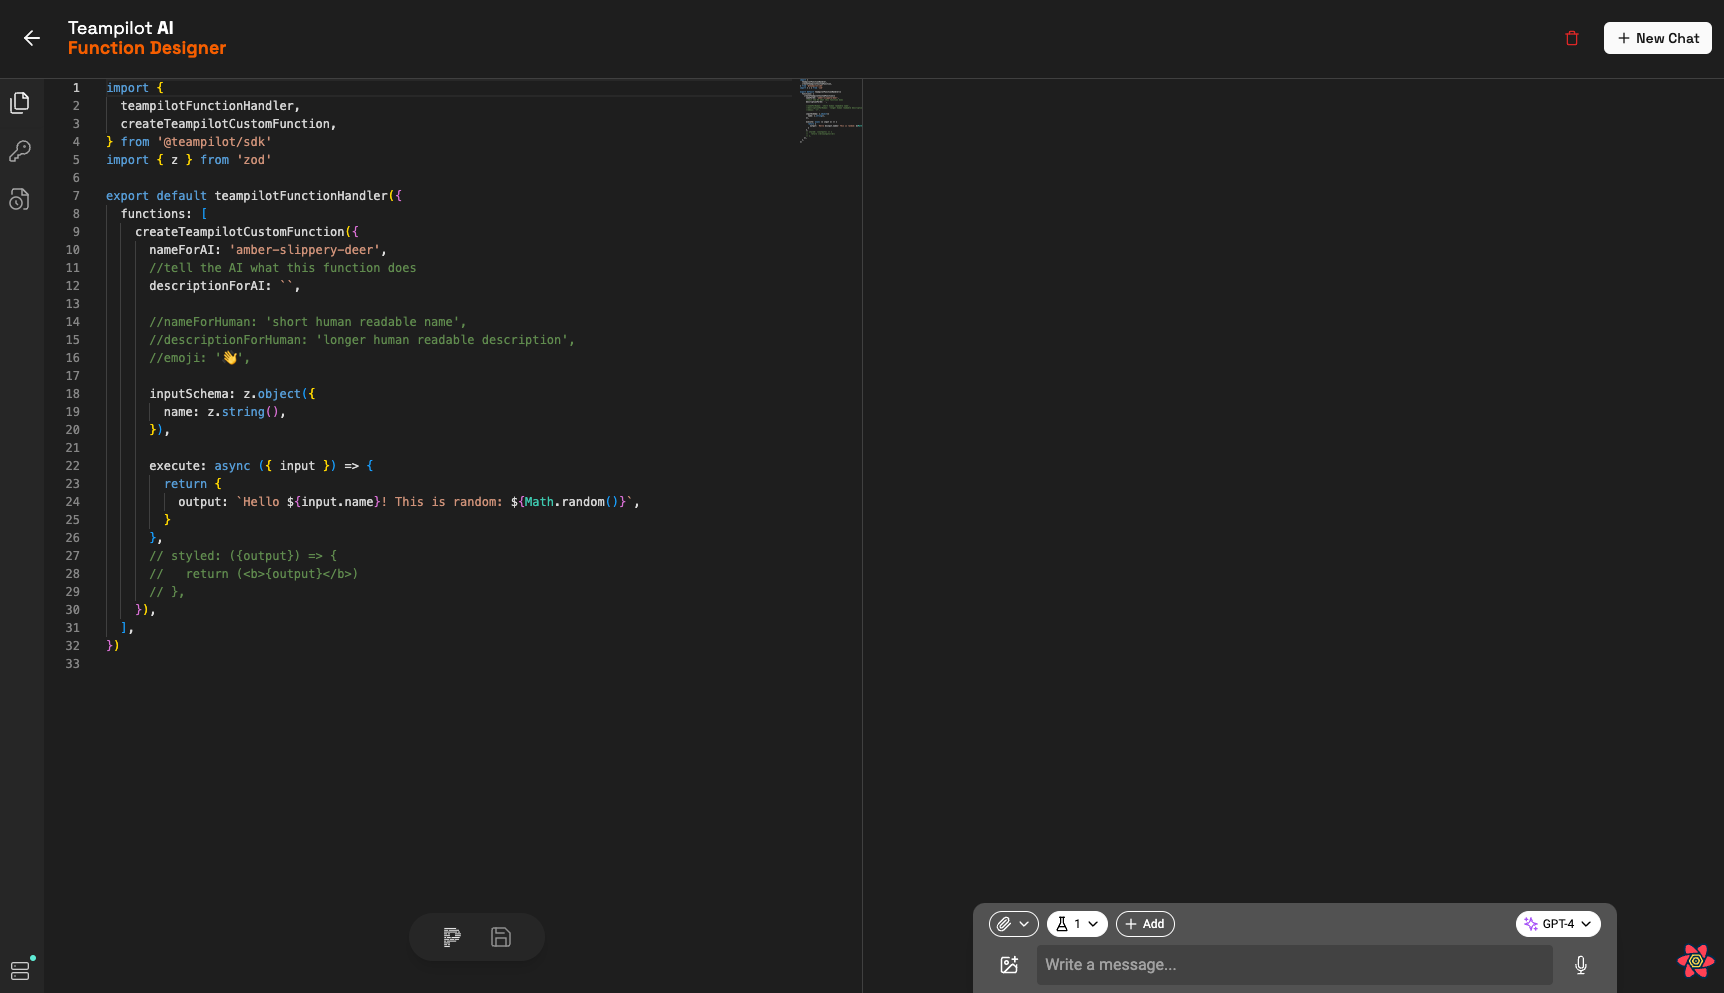 Teampilot AI
Function Designer
New Chat
1 import {
2   teampilotFunctionHandler,
3   createTeampilotCustomFunction,
4 } from '@teampilot/sdk'
5 import { z } from 'zod'
6
7 export default teampilotFunctionHandler({
8   functions: [
9     createTeampilotCustomFunction({
10       nameForAI: 'amber-slippery-deer',
11       //tell the AI what this function does
12       descriptionForAI: ``,
13
14       //nameForHuman: 'short human readable name',
15       //descriptionForHuman: 'longer human readable description',
16       //emoji: '👋',
17
18       inputSchema: z.object({
19         name: z.string(),
20       }),
21
22       execute: async ({ input }) => {
23         return {
24           output: `Hello ${input.name}! This is random: ${Math.random()}`,
25         }
26       },
27       // styled: ({output}) => {
28       //   return (<b>{output}</b>)
29       // },
30     }),
31   ],
32 })
33
1
Add
GPT-4
Write a message...